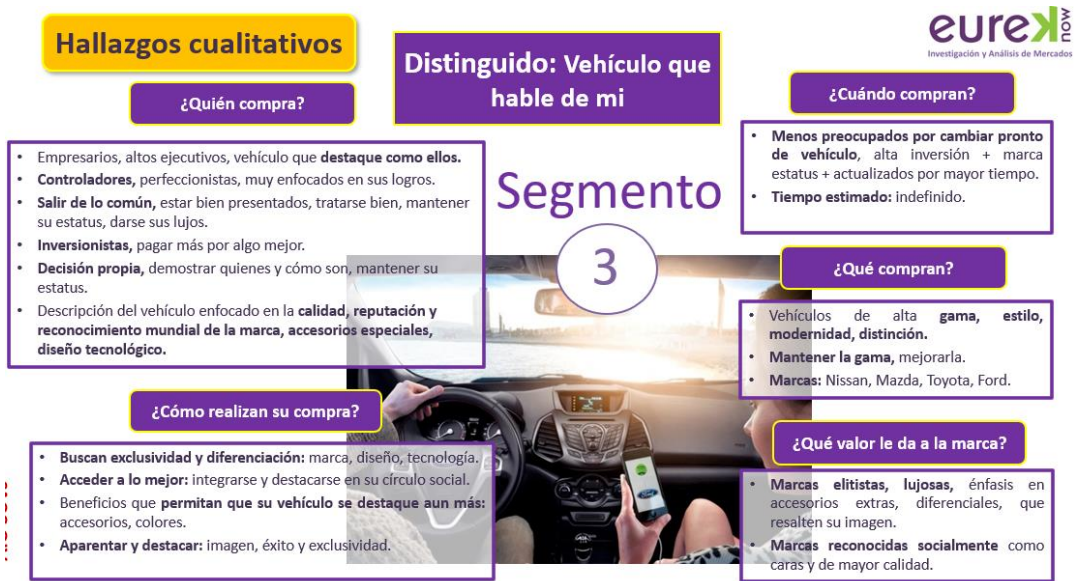 Hallazgos cualitativos
eureknow
Investigación y Análisis de Mercados
Distinguido: Vehículo que
hable de mi
Segmento
3
¿Quién compra?
• Empresarios, altos ejecutivos, vehículo que destaque como ellos.
• Controladores, perfeccionistas, muy enfocados en sus logros.
• Salir de lo común, estar bien presentados, tratarse bien, mantener
su estatus, darse sus lujos.
• Inversionistas, pagar más por algo mejor.
• Decisión propia, demostrar quienes y cómo son, mantener su
estatus.
• Descripción del vehículo enfocado en la calidad, reputación y
reconocimiento mundial de la marca, accesorios especiales,
diseño tecnológico.
¿Cómo realizan su compra?
• Buscan exclusividad y diferenciación: marca, diseño, tecnología.
• Acceder a lo mejor: integrarse y destacarse en su círculo social.
• Beneficios que permitan que su vehículo se destaque aun más:
accesorios, colores.
• Aparentar y destacar: imagen, éxito y exclusividad.
¿Cuándo compran?
• Menos preocupados por cambiar pronto
de vehículo, alta inversión + marca
estatus + actualizados por mayor tiempo.
• Tiempo estimado: indefinido.
¿Qué compran?
• Vehículos de alta gama, estilo,
modernidad, distinción.
• Mantener la gama, mejorarla.
• Marcas: Nissan, Mazda, Toyota, Ford.
¿Qué valor le da a la marca?
• Marcas elitistas, lujosas, énfasis en
accesorios extras, diferenciales, que
resalten su imagen.
• Marcas reconocidas socialmente como
caras y de mayor calidad.